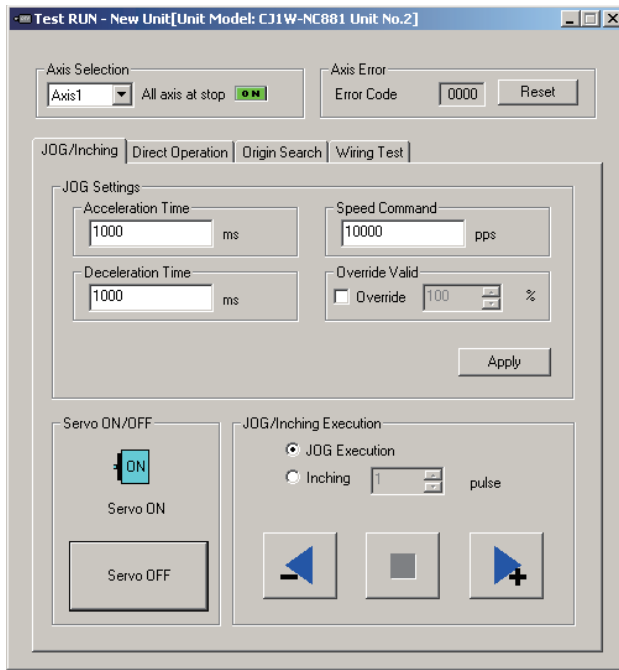 Test RUN - New Unit[Unit Model: CJ1W-NC881 Unit No.2]
Axis Selection
Axis1 All axis at stop ON
Axis Error
Error Code 0000 Reset
JOG/Inching Direct Operation Origin Search Wiring Test
JOG Settings
Acceleration Time
1000 ms
Speed Command
10000 pps
Deceleration Time
1000 ms
Override Valid
Override 100 %
Apply
Servo ON/OFF
ON
Servo ON
Servo OFF
JOG/Inching Execution
JOG Execution
Inching 1 pulse
- +